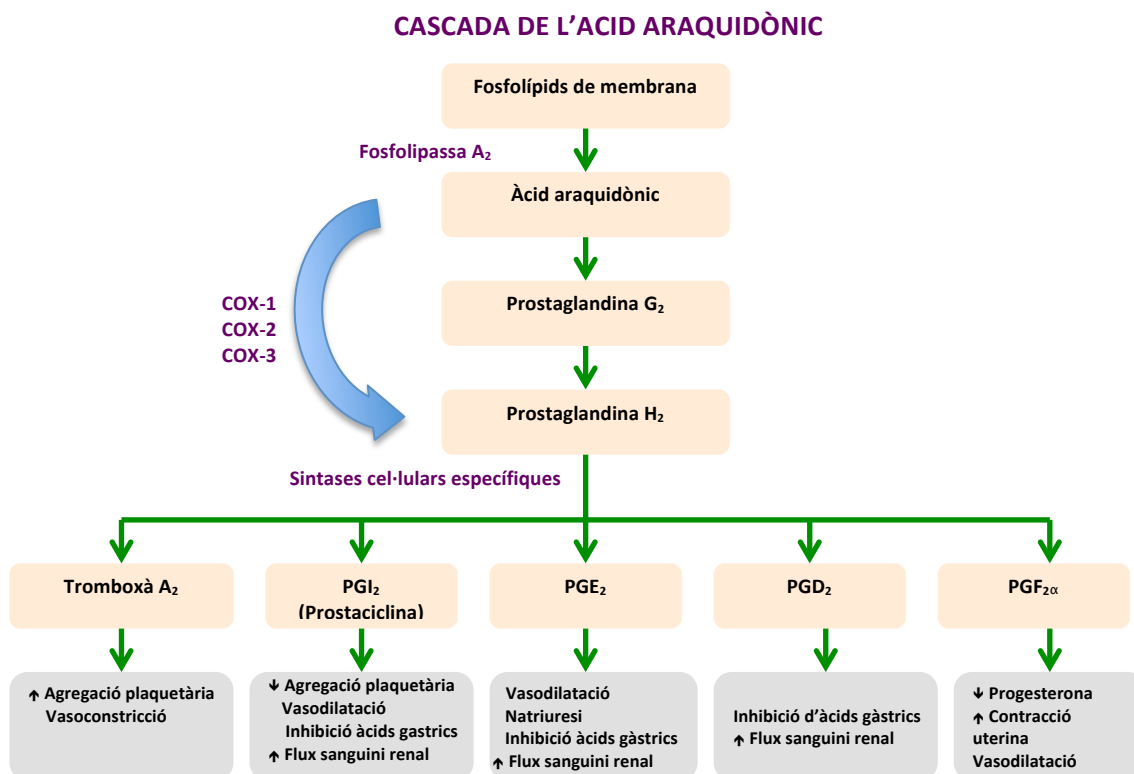 CASCADA DE L’ACID ARAQUIDÒNIC
Fosfolípids de membrana
Fosfolipassa A₂
Àcid araquidònic
COX-1
COX-2
COX-3
Prostaglandina G₂
Prostaglandina H₂
Sintases cel·lulars específiques
Tromboxà A₂
PGI₂
(Prostaciclina)
PGE₂
PGD₂
PGF₂α
↑ Agregació plaquetària
Vasoconstricció
↓ Agregació plaquetària
Vasodilatació
Inhibició àcids gastrics
↑ Flux sanguini renal
Vasodilatació
Natriuresi
Inhibició àcids gàstrics
↑ Flux sanguini renal
Inhibició d’àcids gàstrics
↑ Flux sanguini renal
↓ Progesterona
↑ Contracció
uterina
Vasodilatació